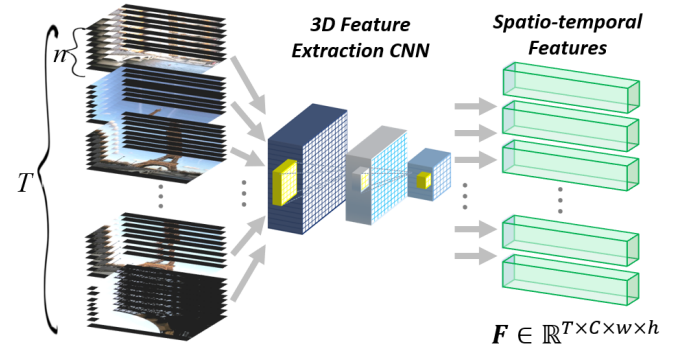 3D Feature
Extraction CNN
Spatio-temporal
Features
n
T
F ∈ ℝ^{T×C×w×h}